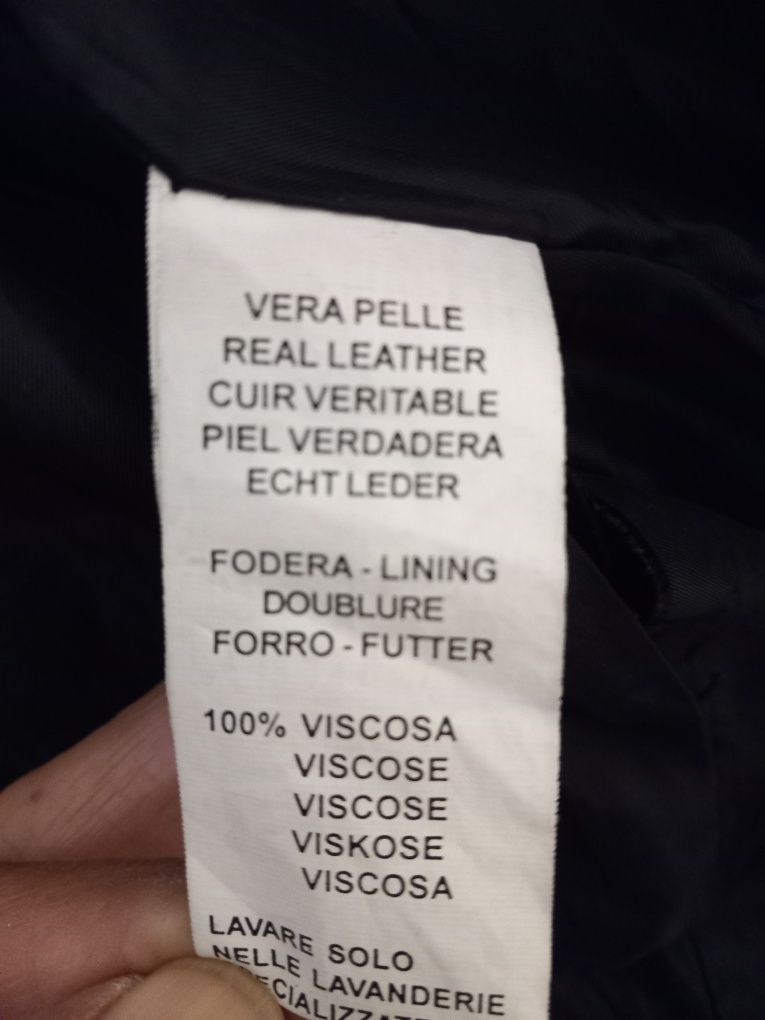 VERA PELLE
REAL LEATHER
CUIR VERITABLE
PIEL VERDADERA
ECHT LEDER
FODERA - LINING
DOUBLURE
FORRO - FUTTER
100% VISCOSA
VISCOSE
VISCOSE
VISKOSE
VISCOSA
LAVARE SOLO
NELLE LAVANDERIE